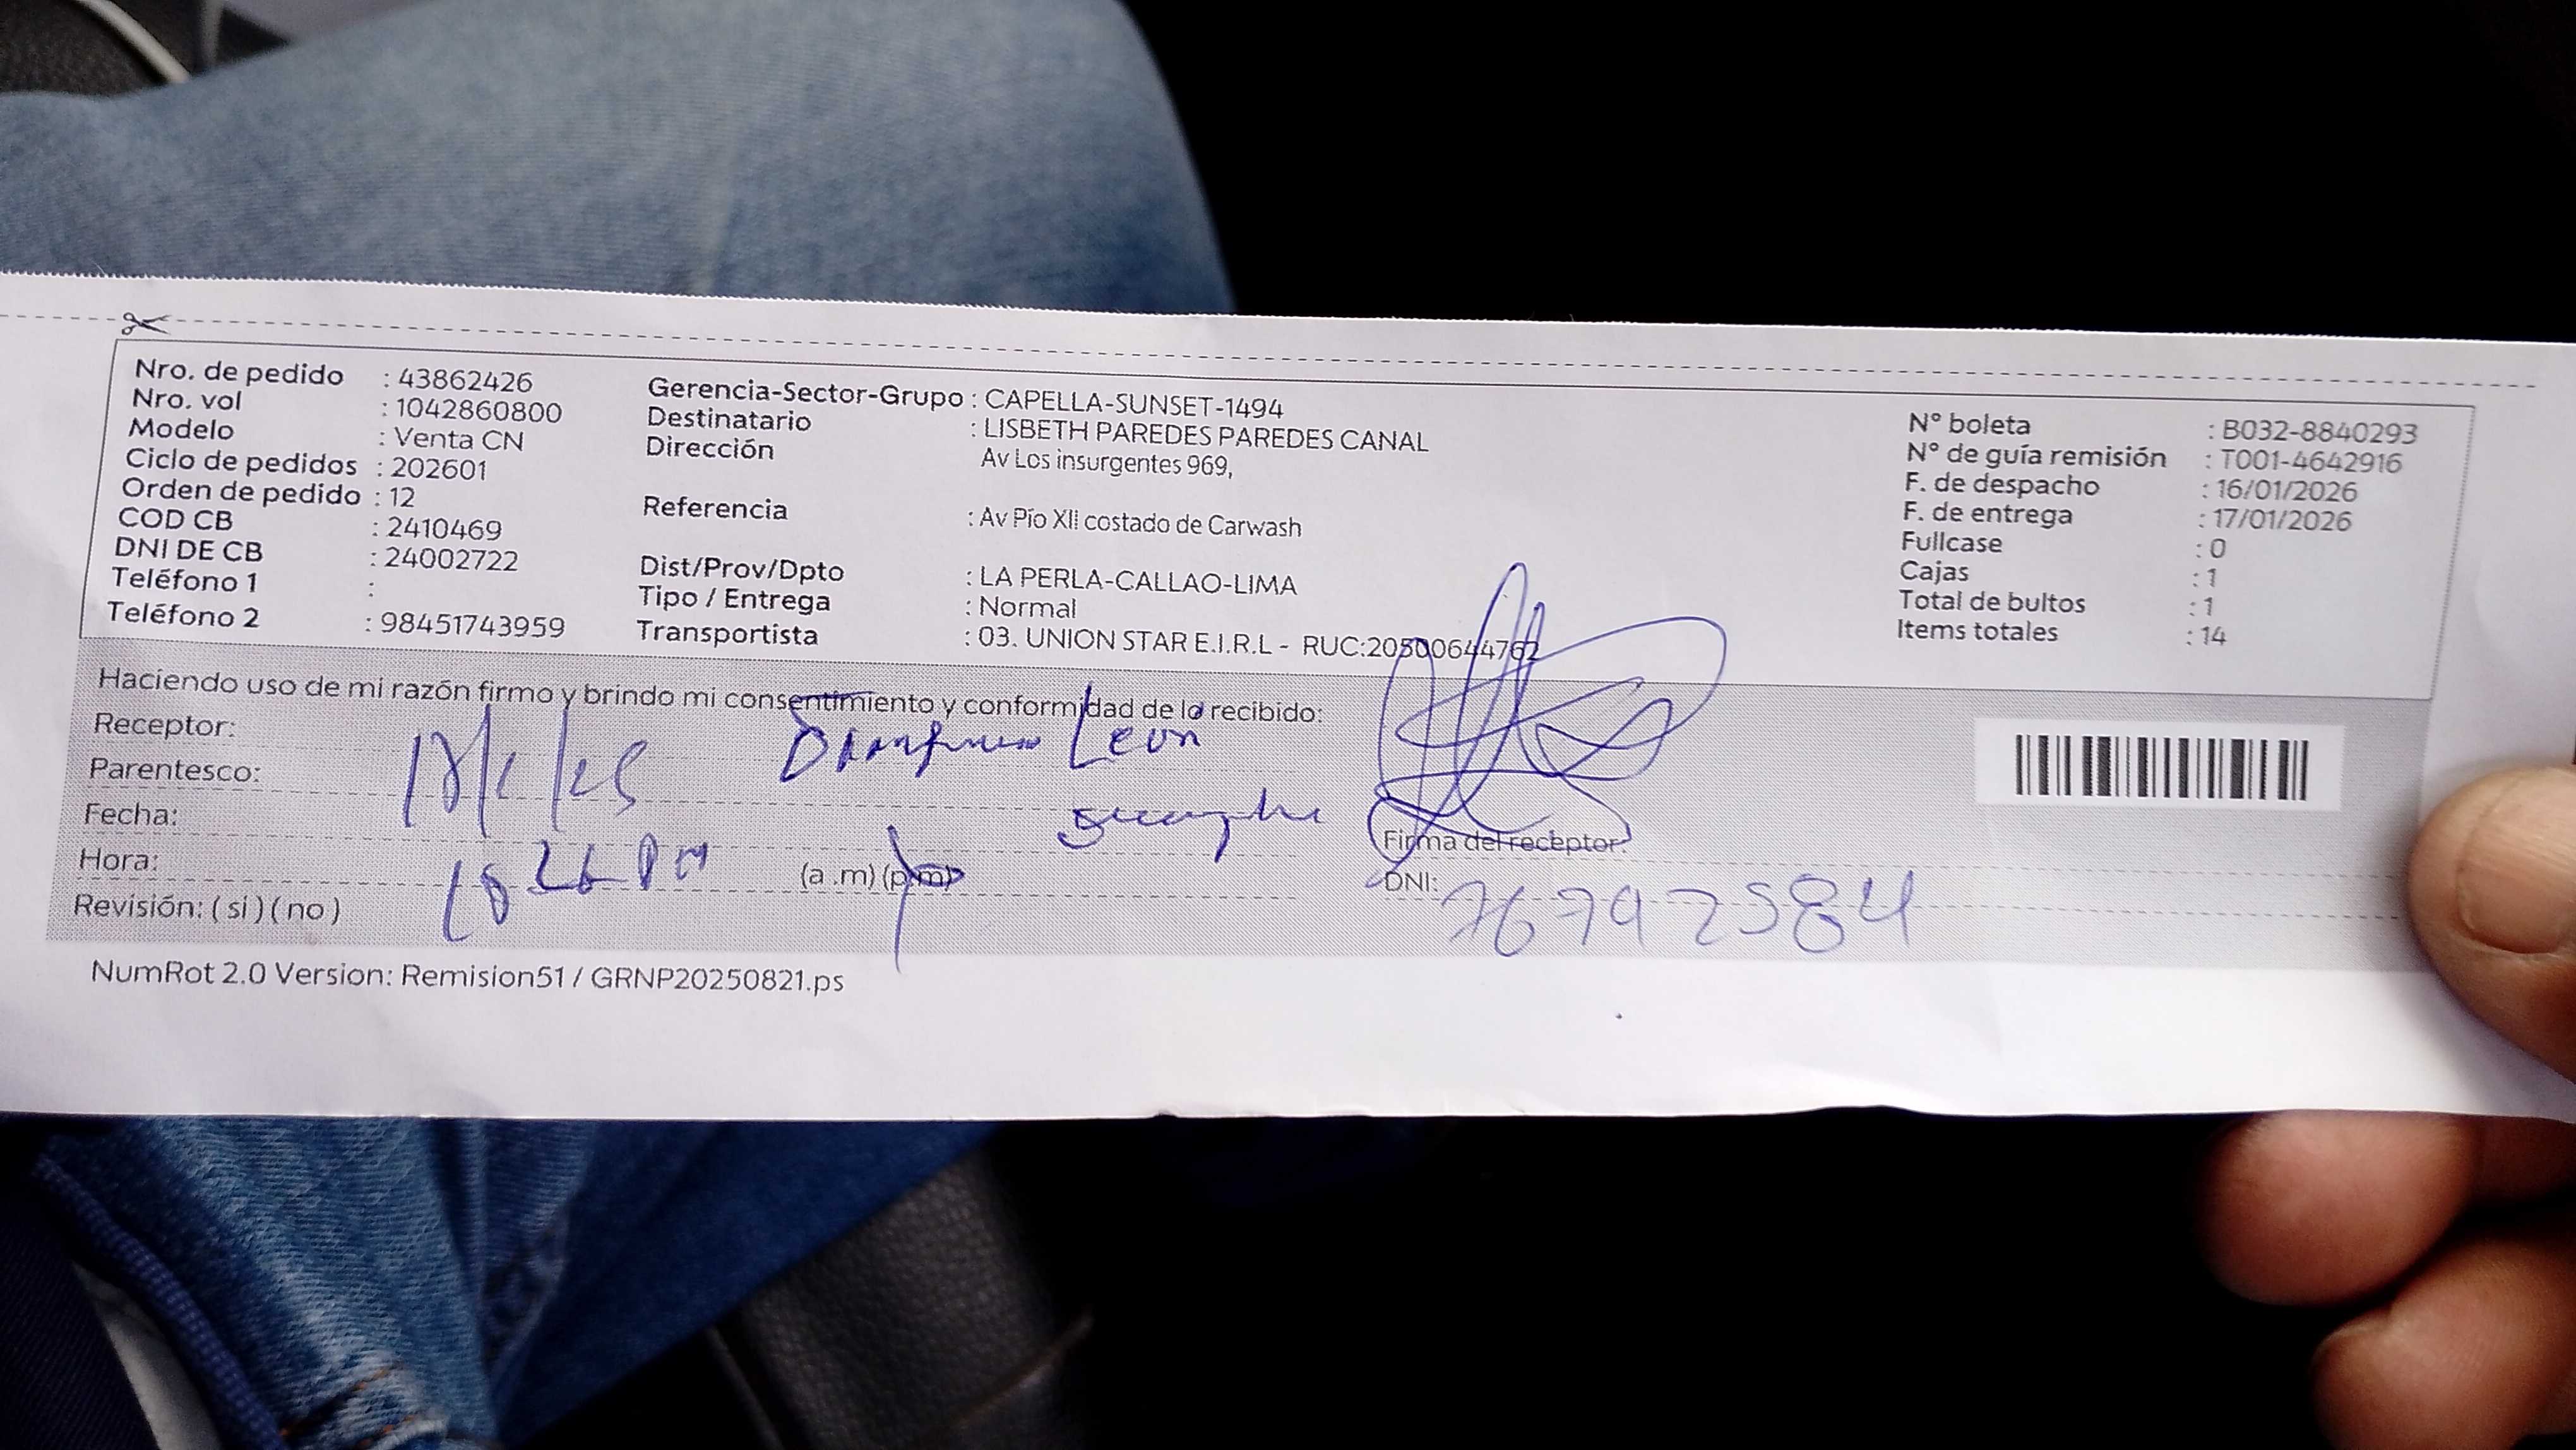 Nro. de pedido : 43862426
Nro. vol : 1042860800
Modelo : Venta CN
Ciclo de pedidos : 202601
Orden de pedido : 12
COD CB : 2410469
DNI DE CB : 24002722
Teléfono 1 :
Teléfono 2 : 98451743959
Gerencia-Sector-Grupo : CAPELLA-SUNSET-1494
Destinatario : LISBETH PAREDES PAREDES CANAL
Dirección Av Los insurgentes 969,
Referencia : Av Pio XII costado de Carwash
Dist/Prov/Dpto : LA PERLA-CALLAO-LIMA
Tipo / Entrega : Normal
Transportista : 03. UNION STAR E.I.R.L - RUC:20500644762
N° boleta : B032-8840293
N° de guía remisión : T001-4642916
F. de despacho : 16/01/2026
F. de entrega : 17/01/2026
Fullcase : 0
Cajas : 1
Total de bultos : 1
Items totales : 14
Haciendo uso de mi razón firmo y brindo mi consentimiento y conformidad de lo recibido:
Receptor: Leon
Parentesco:
Fecha:
Hora: PM (a .m) (p.m)
Revisión: ( si ) ( no )
Firma del receptor:
DNI: 76792584
NumRot 2.0 Version: Remision51 / GRNP20250821.ps